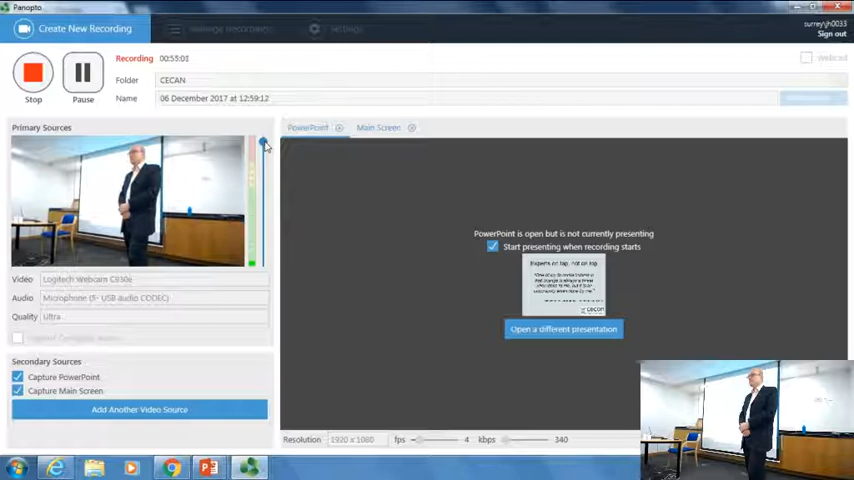 Panopto
Create New Recording
Manage Recordings
Settings
surrey\jh0033
Sign out
Recording 00:55:01
Webcast
Folder CECAN
Name 06 December 2017 at 12:59:12
Stop Pause
Primary Sources
PowerPoint Main Screen
PowerPoint is open but is not currently presenting
Start presenting when recording starts
Experts on tap, not on top
cecan
Open a different presentation
Video Logitech Webcam C930e
Audio Microphone (5- USB audio CODEC)
Quality Ultra
Secondary Sources
Capture PowerPoint
Capture Main Screen
Add Another Video Source
Resolution 1920 x 1080 fps 4 kbps 340